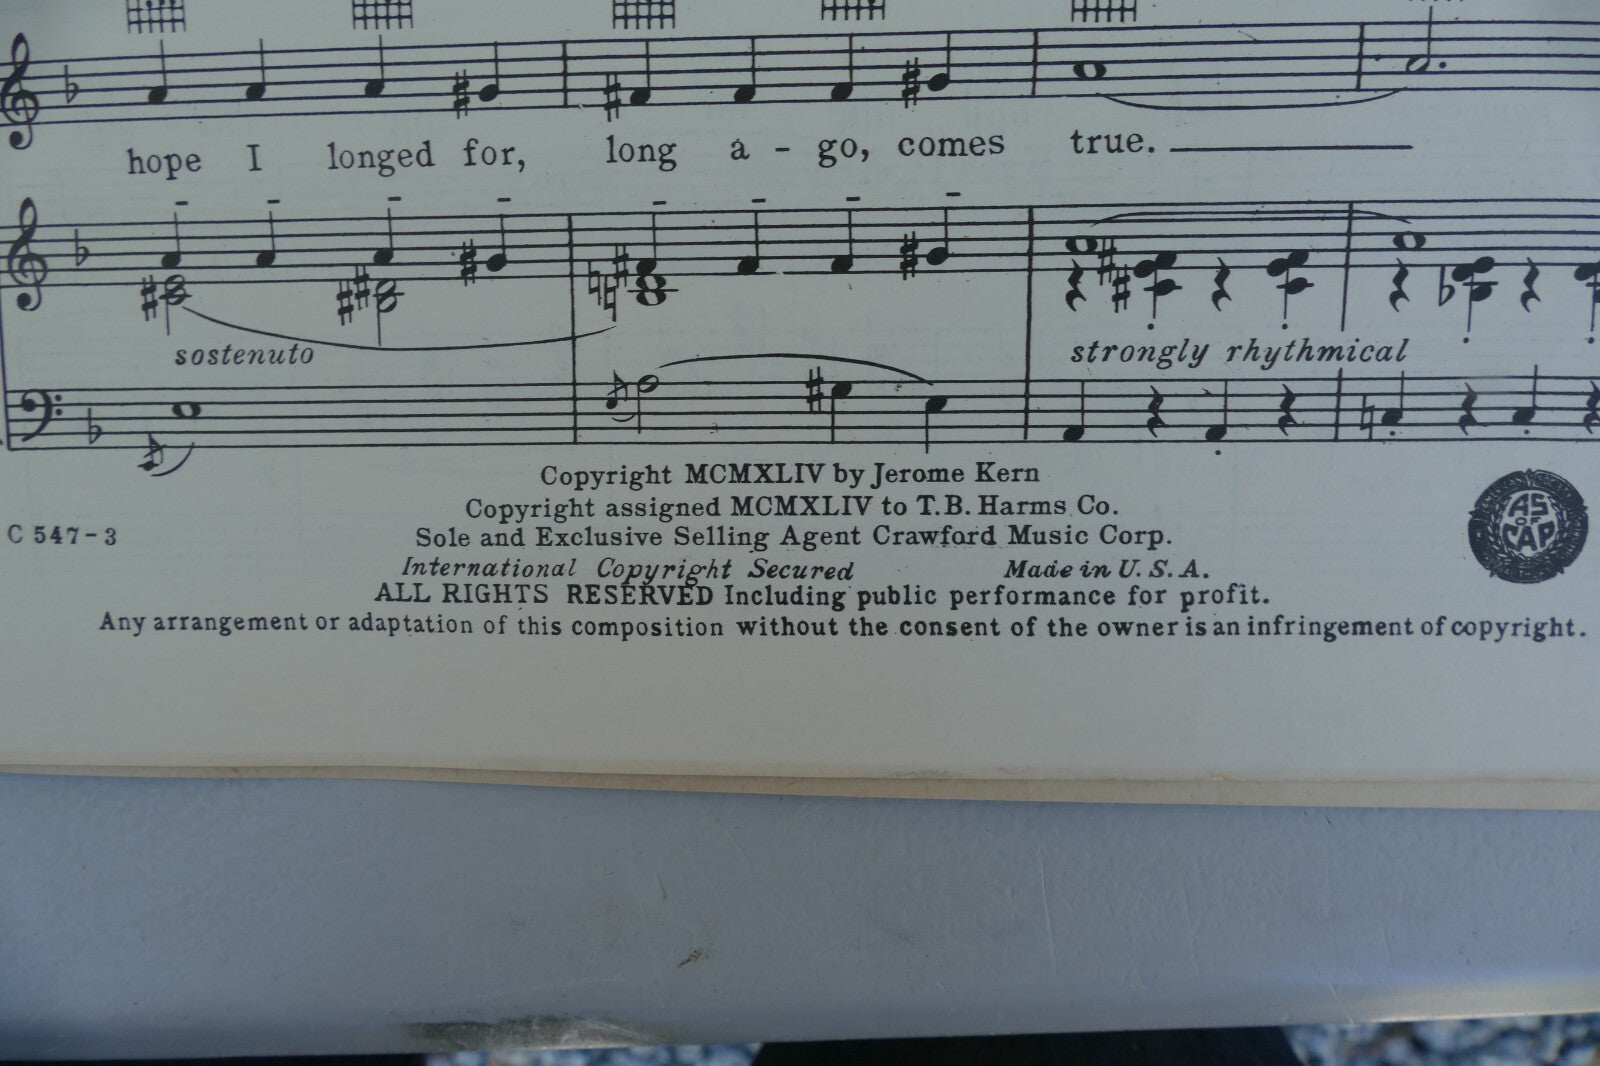 hope I longed for, long a - go, comes true.
sostenuto
strongly rhythmical
Copyright MCMXLIV by Jerome Kern
Copyright assigned MCMXLIV to T.B. Harms Co.
C 547-3
Sole and Exclusive Selling Agent Crawford Music Corp.
International Copyright Secured Made in U.S.A.
ALL RIGHTS RESERVED Including public performance for profit.
Any arrangement or adaptation of this composition without the consent of the owner is an infringement of copyright.
AS
OF
CAP